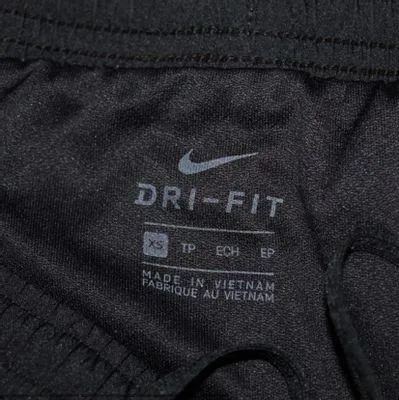 DRI-FIT
XS TP ECH EP
MADE IN VIETNAM
FABRIQUE AU VIETNAM